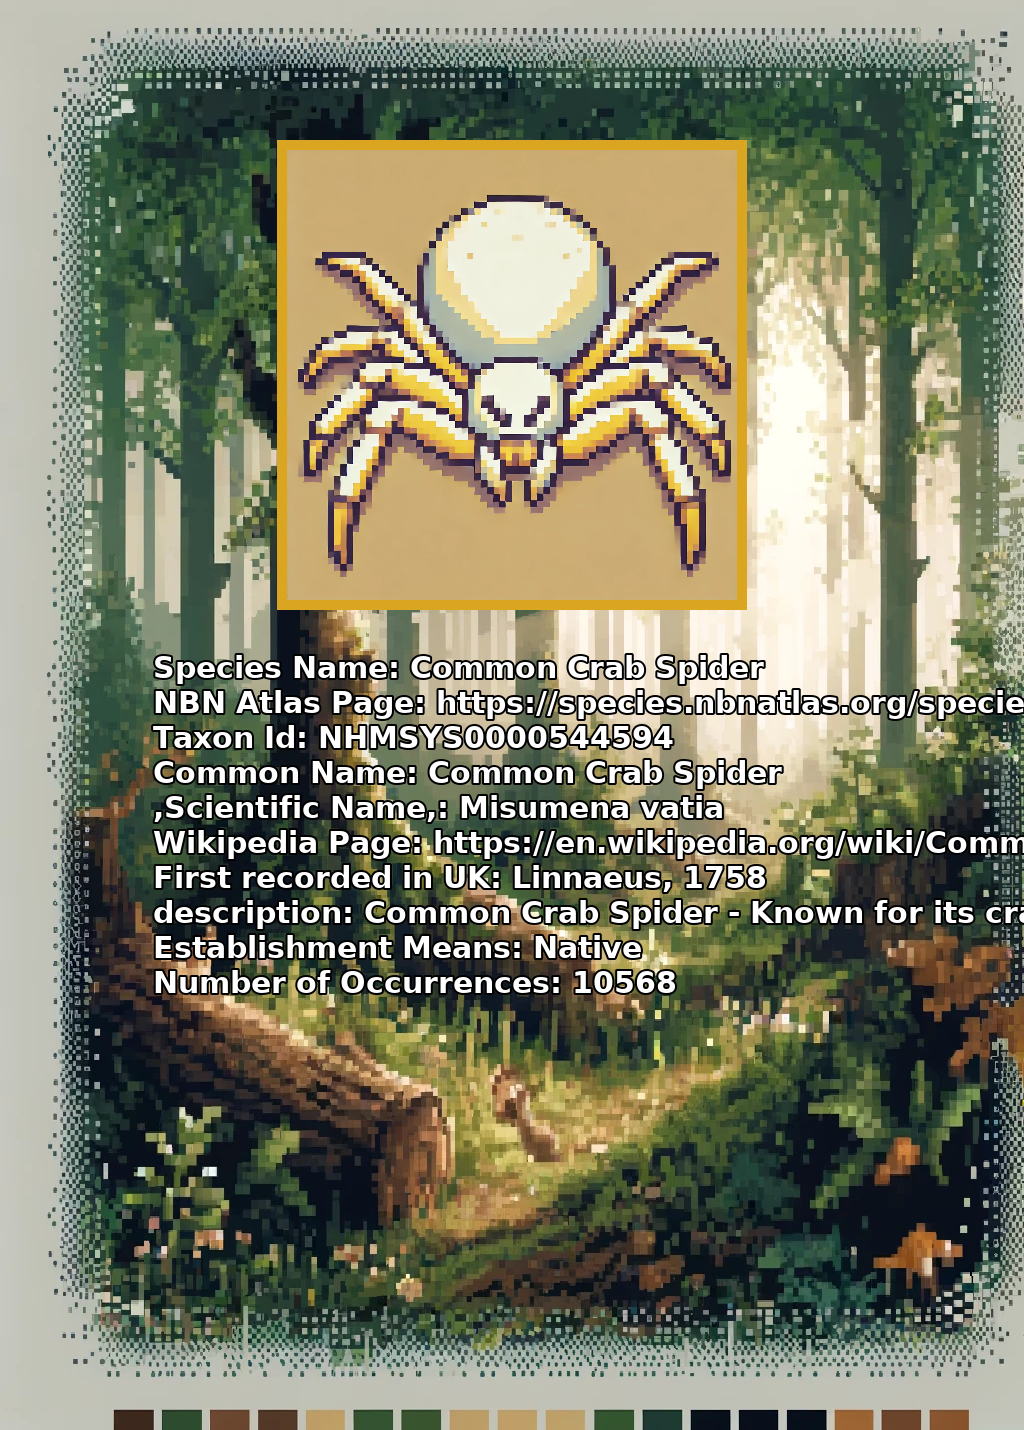 Species Name: Common Crab Spider
NBN Atlas Page: https://species.nbnatlas.org/specie
Taxon Id: NHMSYS0000544594
Common Name: Common Crab Spider
,Scientific Name,: Misumena vatia
Wikipedia Page: https://en.wikipedia.org/wiki/Comm
First recorded in UK: Linnaeus, 1758
description: Common Crab Spider - Known for its cra
Establishment Means: Native
Number of Occurrences: 10568